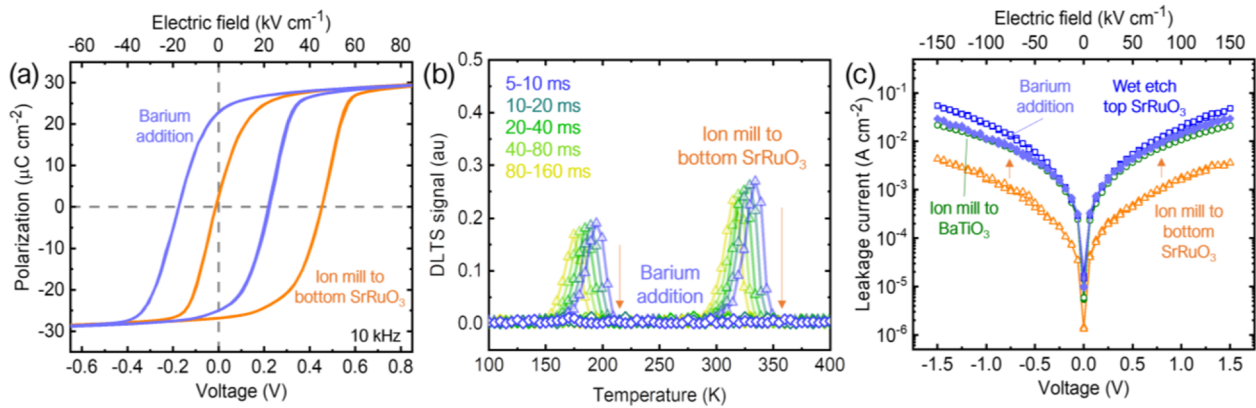 (a)
Electric field (kV cm⁻¹)
-60 -40 -20 0 20 40 60 80
Polarization (µC cm⁻²)
30
20
10
0
-10
-20
-30
Barium
addition
Ion mill to
bottom SrRuO₃
10 kHz
-0.6 -0.4 -0.2 0.0 0.2 0.4 0.6 0.8
Voltage (V)
(b)
DLTS signal (au)
0.5
0.4
0.3
0.2
0.1
0.0
5-10 ms
10-20 ms
20-40 ms
40-80 ms
80-160 ms
Ion mill to
bottom SrRuO₃
Barium
addition
100 150 200 250 300 350 400
Temperature (K)
(c)
Electric field (kV cm⁻¹)
-150 -100 -50 0 50 100 150
Leakage current (A cm⁻²)
10⁻¹
10⁻²
10⁻³
10⁻⁴
10⁻⁵
10⁻⁶
Barium
addition
Wet etch
top SrRuO₃
Ion mill to
BaTiO₃
Ion mill to
bottom
SrRuO₃
-1.5 -1.0 -0.5 0.0 0.5 1.0 1.5
Voltage (V)